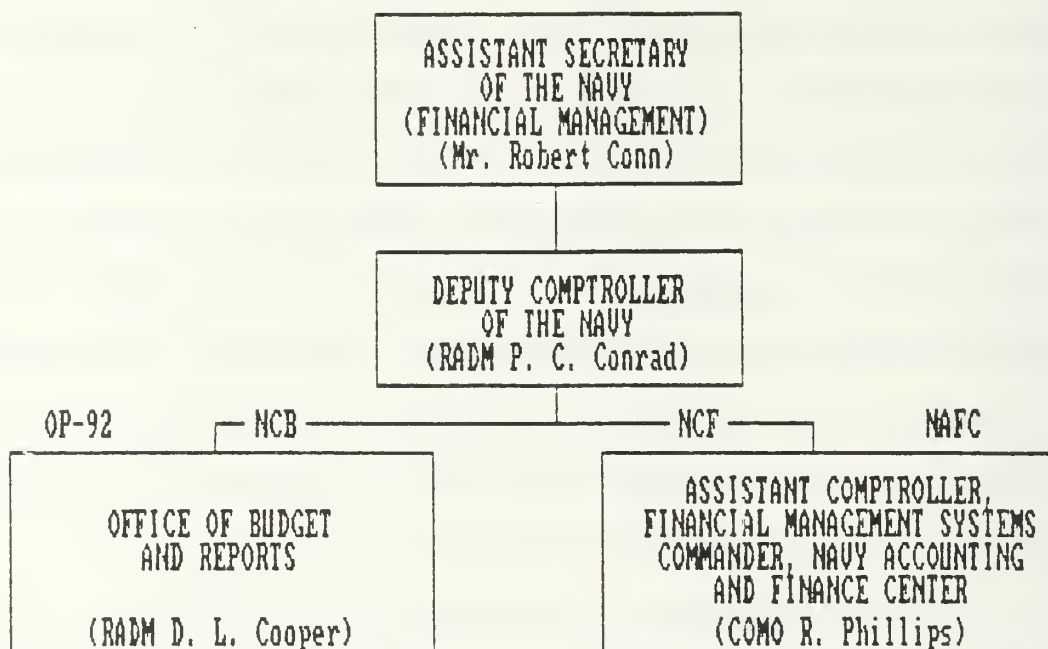 ASSISTANT SECRETARY
OF THE NAVY
(FINANCIAL MANAGEMENT)
(Mr. Robert Conn)
DEPUTY COMPTROLLER
OF THE NAVY
(RADM P. C. Conrad)
OP-92 NCB NCF NAFC
OFFICE OF BUDGET
AND REPORTS
(RADM D. L. Cooper)
ASSISTANT COMPTROLLER,
FINANCIAL MANAGEMENT SYSTEMS
COMMANDER, NAVY ACCOUNTING
AND FINANCE CENTER
(COMO R. Phillips)